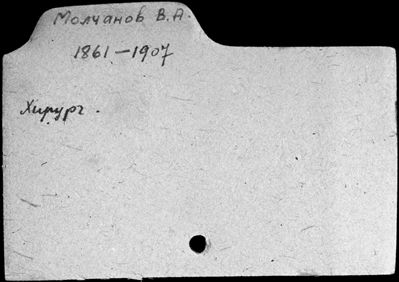 Молчанов В.А.
1861—1907
Хирург.